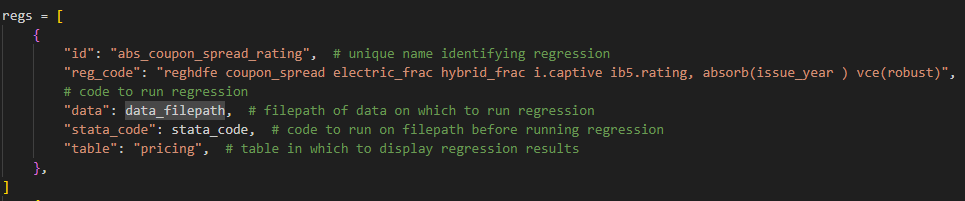 regs = [
    {
        "id": "abs_coupon_spread_rating",  # unique name identifying regression
        "reg_code": "reghdfe coupon_spread electric_frac hybrid_frac i.captive ib5.rating, absorb(issue_year ) vce(robust)",
        # code to run regression
        "data": data_filepath,  # filepath of data on which to run regression
        "stata_code": stata_code,  # code to run on filepath before running regression
        "table": "pricing",  # table in which to display regression results
    },
]